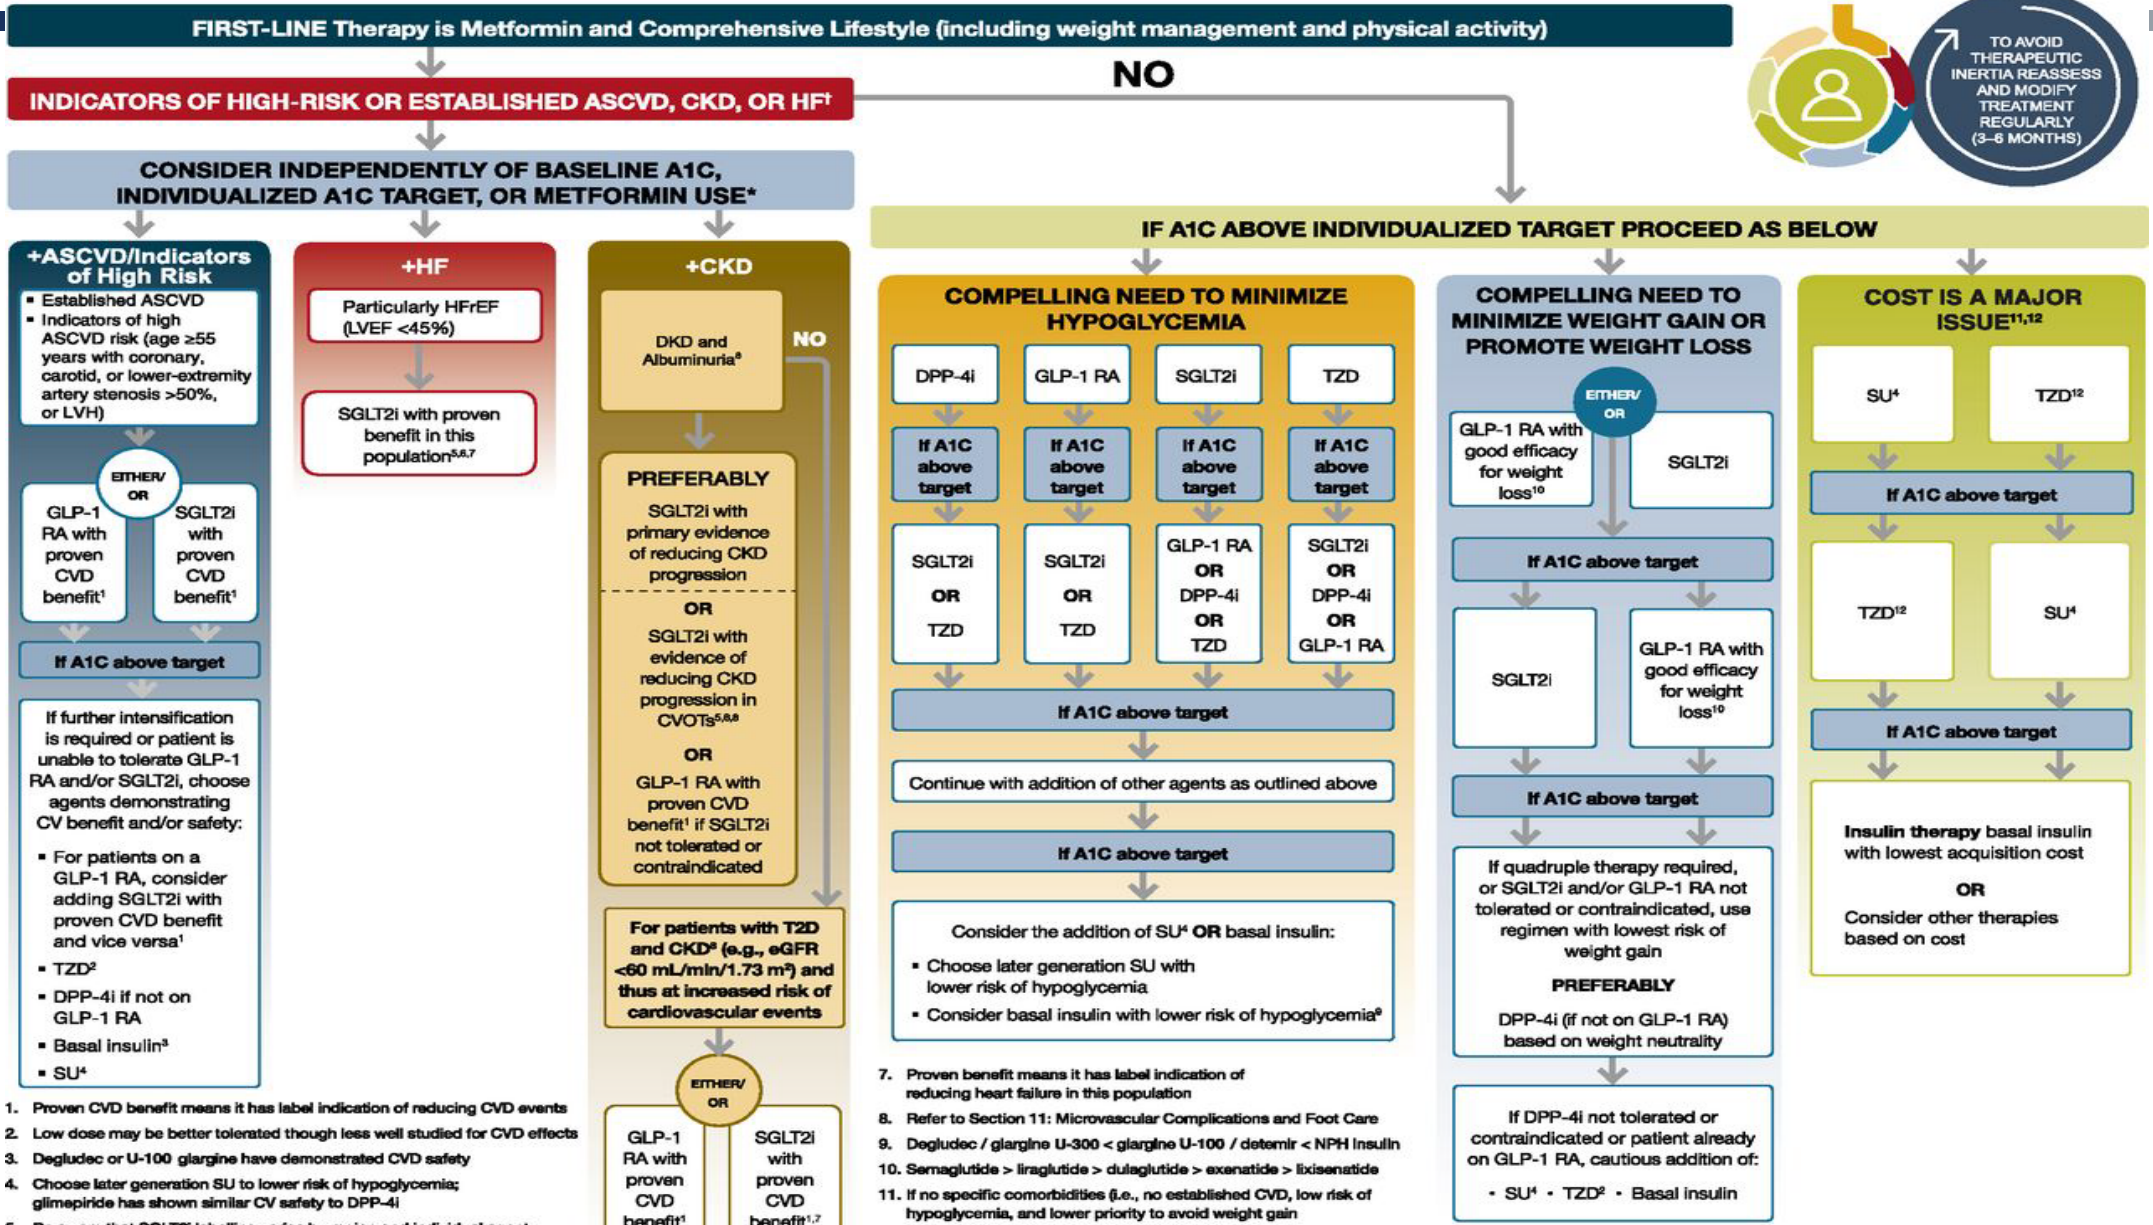 FIRST-LINE Therapy is Metformin and Comprehensive Lifestyle (including weight management and physical activity)
TO AVOID
THERAPEUTIC
INERTIA REASSESS
AND MODIFY
TREATMENT
REGULARLY
(3–6 MONTHS)
INDICATORS OF HIGH-RISK OR ESTABLISHED ASCVD, CKD, OR HF†
NO
CONSIDER INDEPENDENTLY OF BASELINE A1C,
INDIVIDUALIZED A1C TARGET, OR METFORMIN USE*
+ASCVD/Indicators
of High Risk
▪ Established ASCVD
▪ Indicators of high
ASCVD risk (age ≥55
years with coronary,
carotid, or lower-extremity
artery stenosis >50%,
or LVH)
EITHER/
OR
GLP-1
RA with
proven
CVD
benefit¹
SGLT2i
with
proven
CVD
benefit¹
If A1C above target
If further intensification
is required or patient is
unable to tolerate GLP-1
RA and/or SGLT2i, choose
agents demonstrating
CV benefit and/or safety:
▪ For patients on a
GLP-1 RA, consider
adding SGLT2i with
proven CVD benefit
and vice versa¹
▪ TZD²
▪ DPP-4i if not on
GLP-1 RA
▪ Basal insulin³
▪ SU⁴
+HF
Particularly HFrEF
(LVEF <45%)
SGLT2i with proven
benefit in this
population⁵,⁶,⁷
+CKD
DKD and
Albuminuria⁸
NO
PREFERABLY
SGLT2i with
primary evidence
of reducing CKD
progression
OR
SGLT2i with
evidence of
reducing CKD
progression in
CVOTs⁵,⁶,⁸
OR
GLP-1 RA with
proven CVD
benefit¹ if SGLT2i
not tolerated or
contraindicated
For patients with T2D
and CKD⁸ (e.g., eGFR
<60 mL/min/1.73 m²) and
thus at increased risk of
cardiovascular events
EITHER/
OR
GLP-1
RA with
proven
CVD
benefit¹
SGLT2i
with
proven
CVD
benefit¹,⁷
IF A1C ABOVE INDIVIDUALIZED TARGET PROCEED AS BELOW
COMPELLING NEED TO MINIMIZE
HYPOGLYCEMIA
DPP-4i
GLP-1 RA
SGLT2i
TZD
If A1C
above
target
If A1C
above
target
If A1C
above
target
If A1C
above
target
SGLT2i
OR
TZD
SGLT2i
OR
TZD
GLP-1 RA
OR
DPP-4i
OR
TZD
SGLT2i
OR
DPP-4i
OR
GLP-1 RA
If A1C above target
Continue with addition of other agents as outlined above
If A1C above target
Consider the addition of SU⁴ OR basal insulin:
▪ Choose later generation SU with
lower risk of hypoglycemia
▪ Consider basal insulin with lower risk of hypoglycemia⁹
COMPELLING NEED TO
MINIMIZE WEIGHT GAIN OR
PROMOTE WEIGHT LOSS
EITHER/
OR
GLP-1 RA with
good efficacy
for weight
loss¹⁰
SGLT2i
If A1C above target
SGLT2i
GLP-1 RA with
good efficacy
for weight
loss¹⁰
If A1C above target
If quadruple therapy required,
or SGLT2i and/or GLP-1 RA not
tolerated or contraindicated, use
regimen with lowest risk of
weight gain
PREFERABLY
DPP-4i (if not on GLP-1 RA)
based on weight neutrality
If DPP-4i not tolerated or
contraindicated or patient already
on GLP-1 RA, cautious addition of:
• SU⁴ • TZD² • Basal insulin
COST IS A MAJOR
ISSUE¹¹,¹²
SU⁴
TZD¹²
If A1C above target
TZD¹²
SU⁴
If A1C above target
Insulin therapy basal insulin
with lowest acquisition cost
OR
Consider other therapies
based on cost
1. Proven CVD benefit means it has label indication of reducing CVD events
2. Low dose may be better tolerated though less well studied for CVD effects
3. Degludec or U-100 glargine have demonstrated CVD safety
4. Choose later generation SU to lower risk of hypoglycemia;
glimepiride has shown similar CV safety to DPP-4i
7. Proven benefit means it has label indication of
reducing heart failure in this population
8. Refer to Section 11: Microvascular Complications and Foot Care
9. Degludec / glargine U-300 < glargine U-100 / detemir < NPH insulin
10. Semaglutide > liraglutide > dulaglutide > exenatide > lixisenatide
11. If no specific comorbidities (i.e., no established CVD, low risk of
hypoglycemia, and lower priority to avoid weight gain